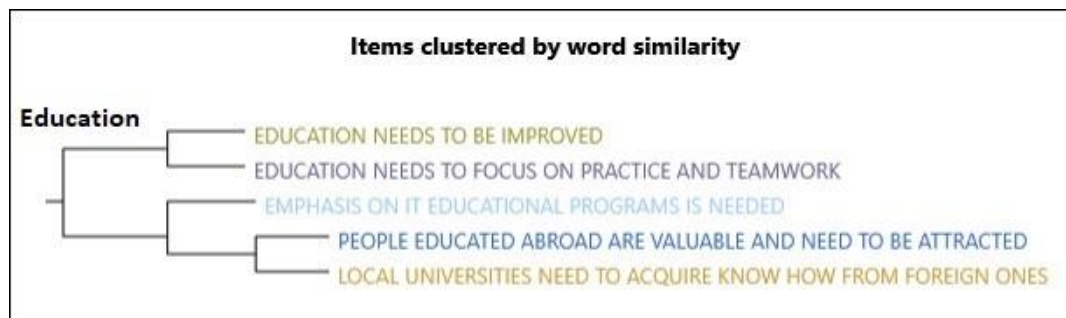 Items clustered by word similarity
Education
EDUCATION NEEDS TO BE IMPROVED
EDUCATION NEEDS TO FOCUS ON PRACTICE AND TEAMWORK
EMPHASIS ON IT EDUCATIONAL PROGRAMS IS NEEDED
PEOPLE EDUCATED ABROAD ARE VALUABLE AND NEED TO BE ATTRACTED
LOCAL UNIVERSITIES NEED TO ACQUIRE KNOW HOW FROM FOREIGN ONES